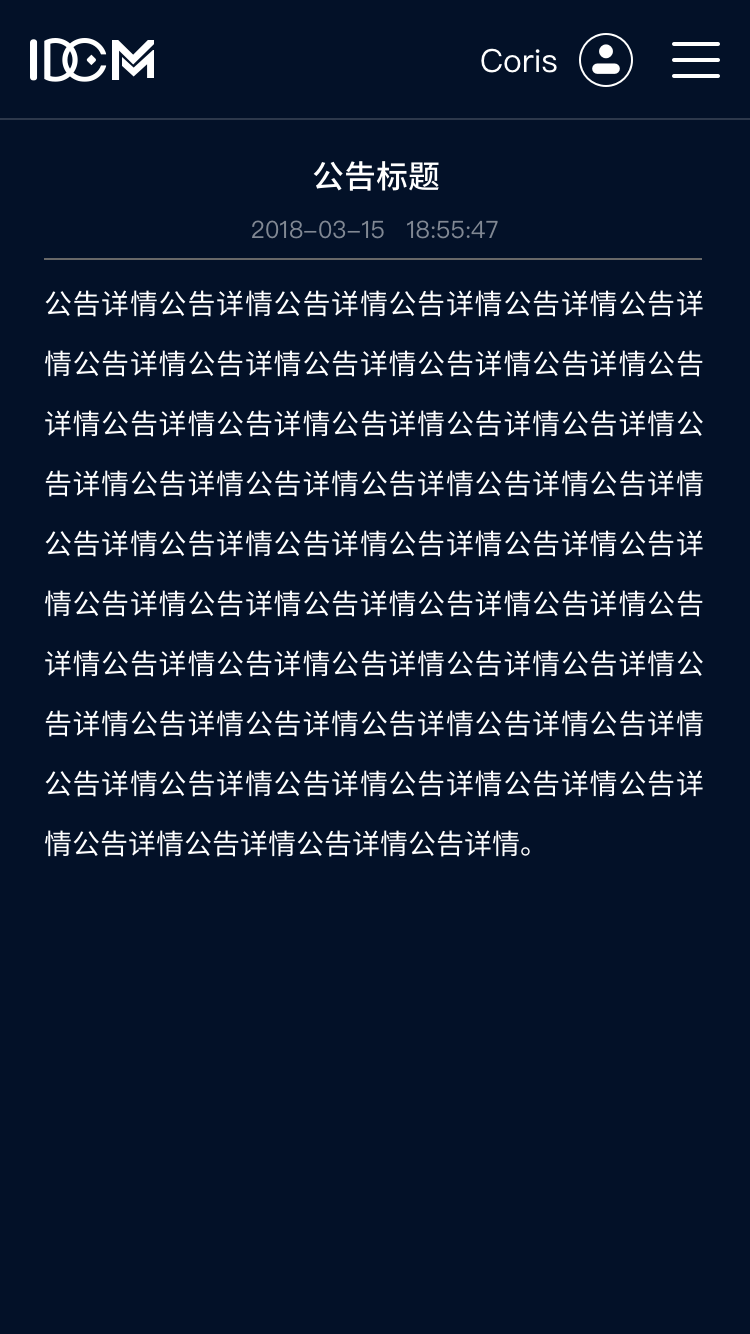 IDCM
Coris
公告标题
2018-03-15 18:55:47
公告详情公告详情公告详情公告详情公告详情公告详
情公告详情公告详情公告详情公告详情公告详情公告
详情公告详情公告详情公告详情公告详情公告详情公
告详情公告详情公告详情公告详情公告详情公告详情
公告详情公告详情公告详情公告详情公告详情公告详
情公告详情公告详情公告详情公告详情公告详情公告
详情公告详情公告详情公告详情公告详情公告详情公
告详情公告详情公告详情公告详情公告详情公告详情
公告详情公告详情公告详情公告详情公告详情公告详
情公告详情公告详情公告详情公告详情。